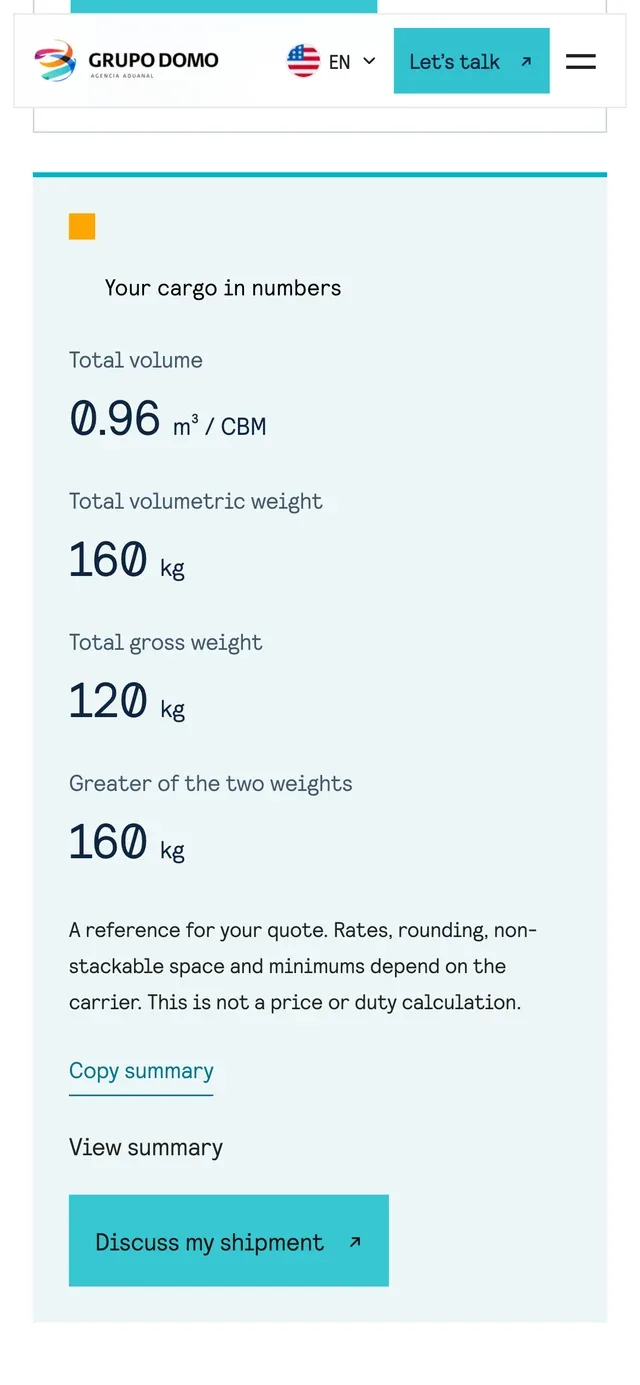 GRUPO DOMO
AGENCIA ADUANAL
EN
Let's talk
Your cargo in numbers
Total volume
0.96 m³ / CBM
Total volumetric weight
160 kg
Total gross weight
120 kg
Greater of the two weights
160 kg
A reference for your quote. Rates, rounding, non-
stackable space and minimums depend on the
carrier. This is not a price or duty calculation.
Copy summary
View summary
Discuss my shipment